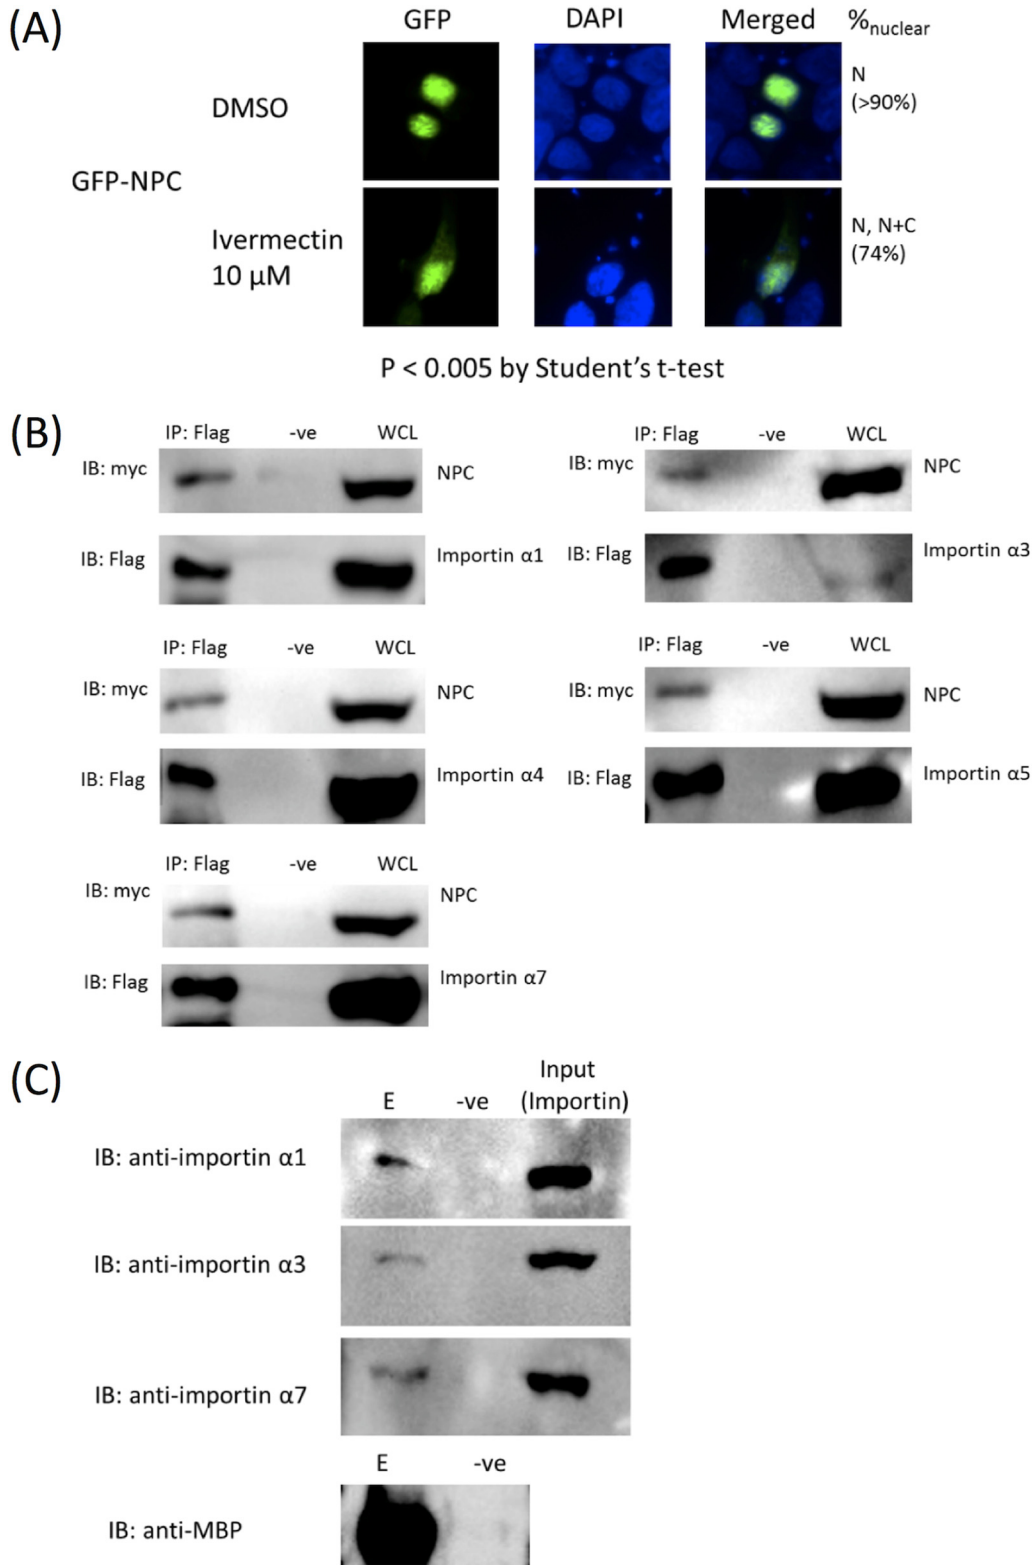 (A)
GFP DAPI Merged %nuclear
DMSO
N
(>90%)
GFP-NPC
Ivermectin
10 µM
N, N+C
(74%)
P < 0.005 by Student's t-test
(B)
IP: Flag -ve WCL
IB: myc NPC
IB: Flag Importin α1
IP: Flag -ve WCL
IB: myc NPC
IB: Flag Importin α3
IP: Flag -ve WCL
IB: myc NPC
IB: Flag Importin α4
IP: Flag -ve WCL
IB: myc NPC
IB: Flag Importin α5
IP: Flag -ve WCL
IB: myc NPC
IB: Flag Importin α7
(C)
E -ve Input
(Importin)
IB: anti-importin α1
IB: anti-importin α3
IB: anti-importin α7
E -ve
IB: anti-MBP